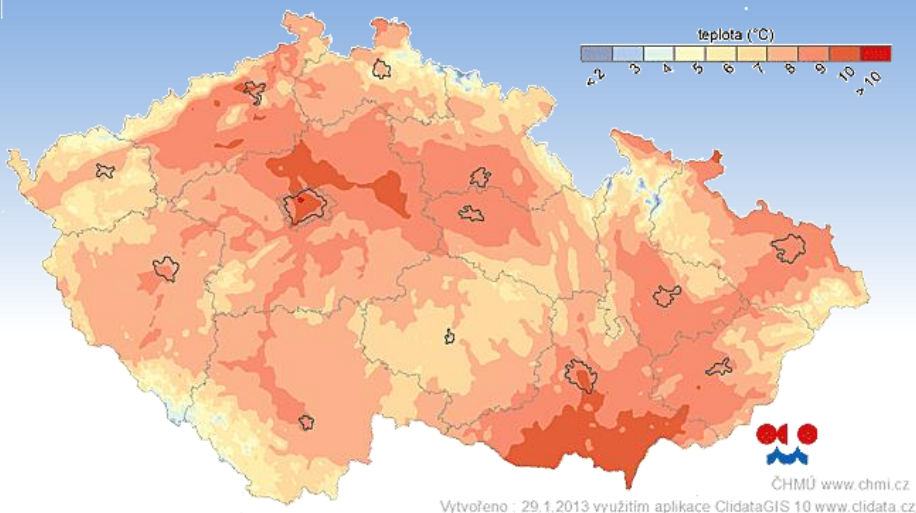 teplota (°C)
< 2 3 4 5 6 7 8 9 10 > 10
ČHMÚ www.chmi.cz
Vytvořeno : 29.1.2013 využitím aplikace ClidataGIS 10 www.clidata.cz